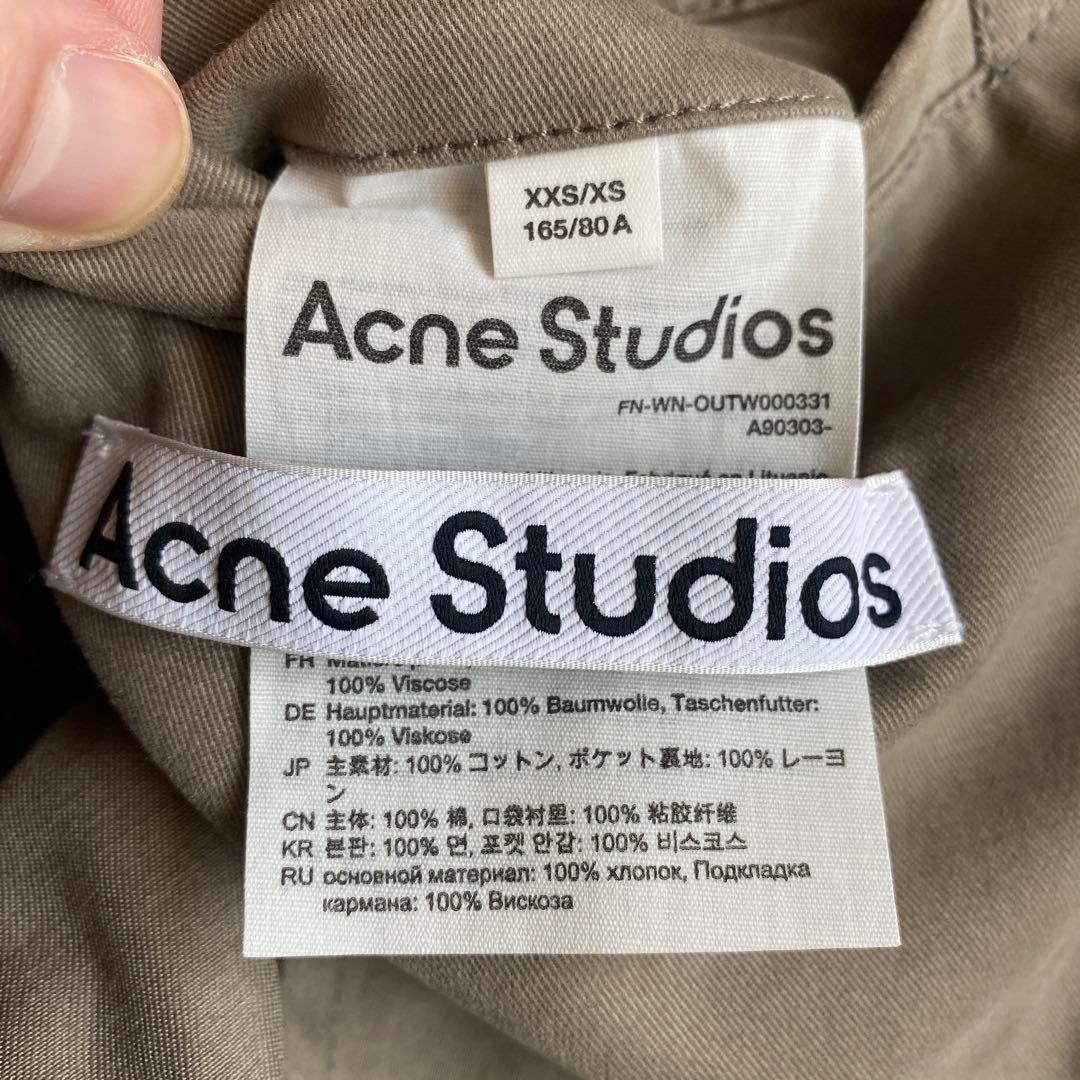 XXS/XS
165/80 A
Acne Studios
FN-WN-OUTW000331
A90303-
Fabriqué en Lituanie
Acne Studios
FR
100% Viscose
DE Hauptmaterial: 100% Baumwolle, Taschenfutter:
100% Viskose
JP 主素材: 100% コットン, ポケット裏地: 100% レーヨ
ン
CN 主体: 100% 棉, 口袋衬里: 100% 粘胶纤维
KR 본판: 100% 면, 포켓 안감: 100% 비스코스
RU основной материал: 100% хлопок, Подкладка
кармана: 100% Вискоза